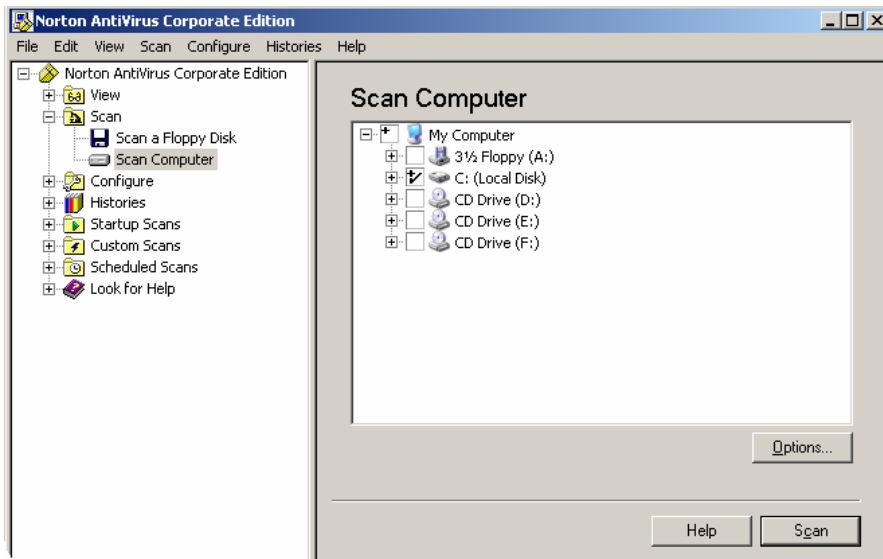 Norton AntiVirus Corporate Edition
File Edit View Scan Configure Histories Help
Norton AntiVirus Corporate Edition
View
Scan
Scan a Floppy Disk
Scan Computer
Configure
Histories
Startup Scans
Custom Scans
Scheduled Scans
Look for Help
Scan Computer
My Computer
3½ Floppy (A:)
C: (Local Disk)
CD Drive (D:)
CD Drive (E:)
CD Drive (F:)
Options...
Help Scan